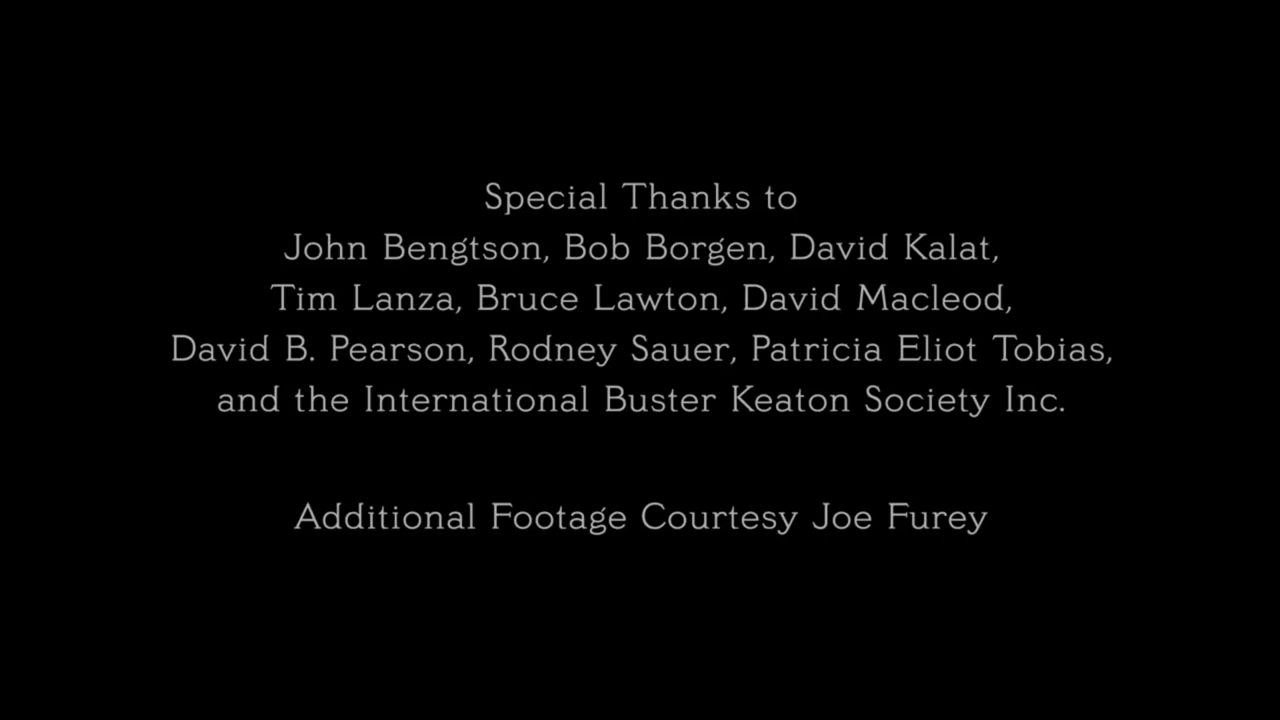 Special Thanks to
John Bengtson, Bob Borgen, David Kalat,
Tim Lanza, Bruce Lawton, David Macleod,
David B. Pearson, Rodney Sauer, Patricia Eliot Tobias,
and the International Buster Keaton Society Inc.
Additional Footage Courtesy Joe Furey